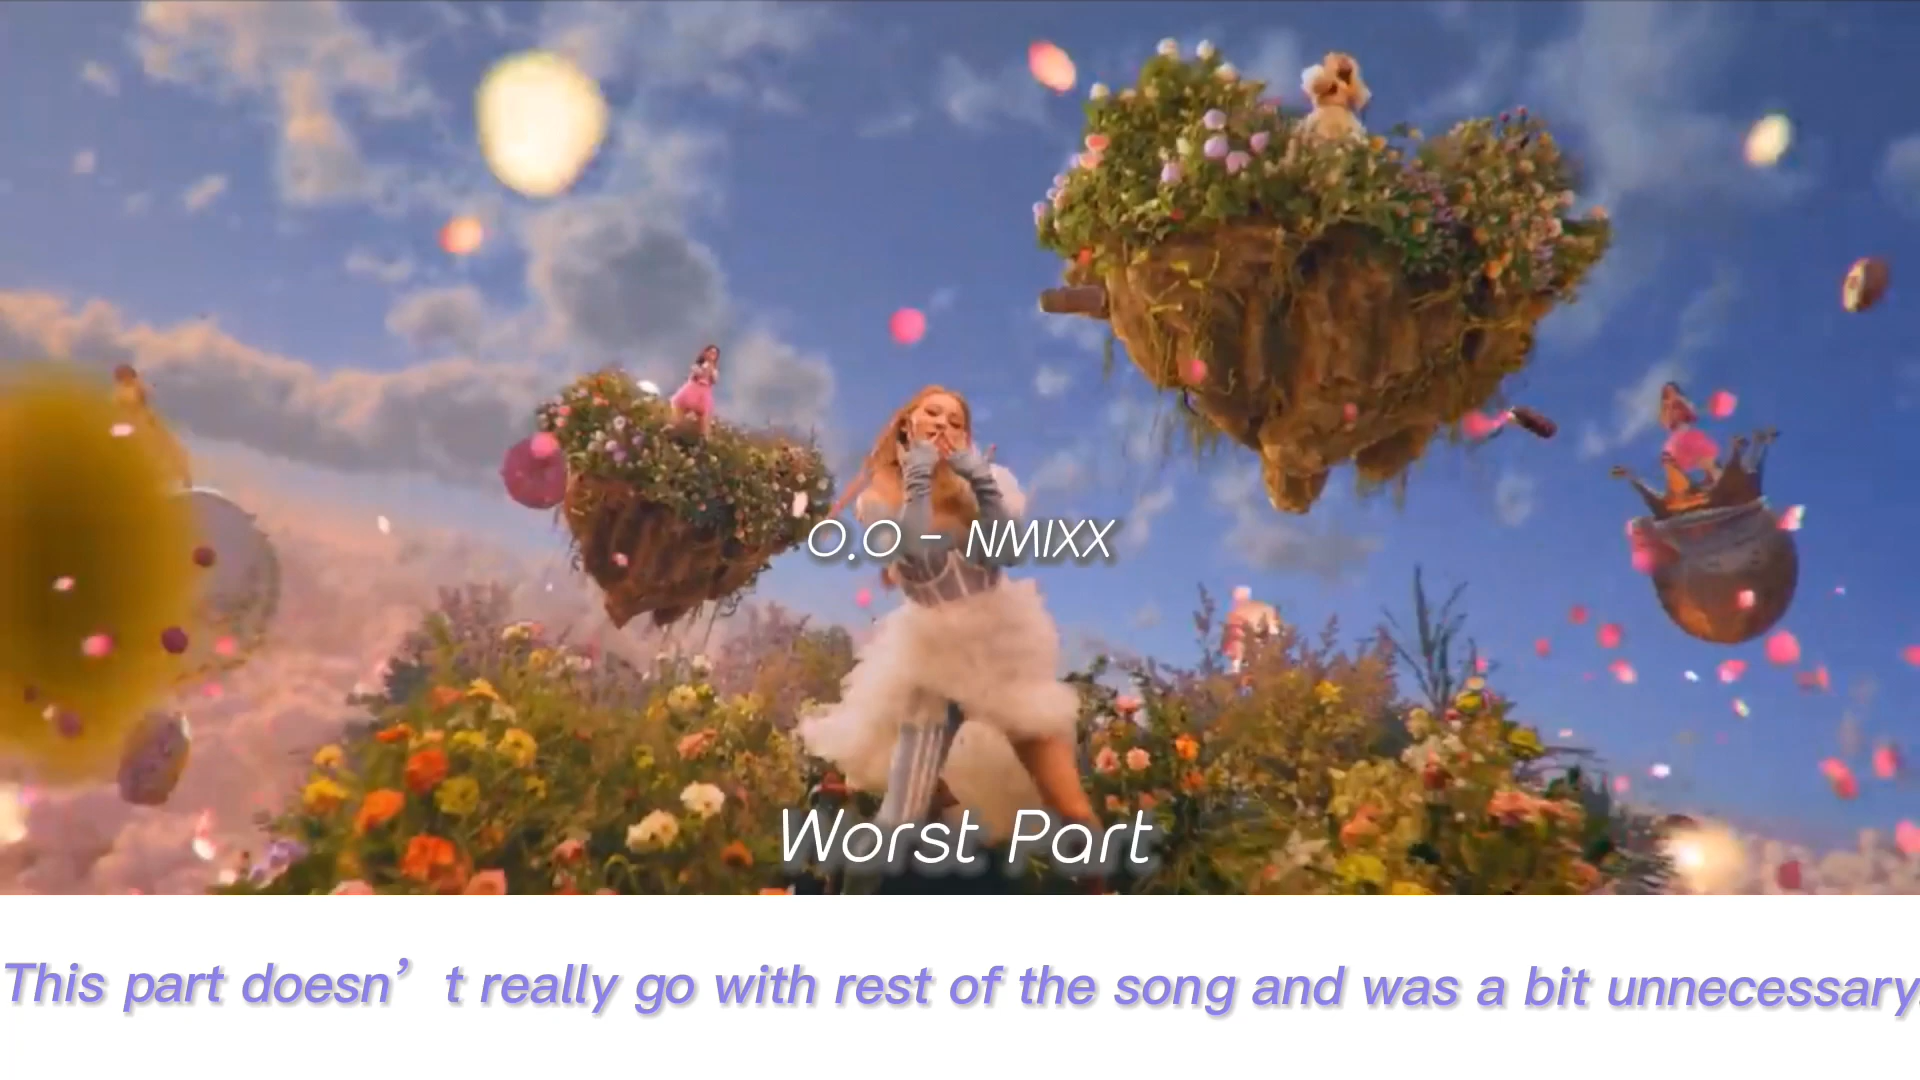 O.O - NMIXX
Worst Part
This part doesn’t really go with rest of the song and was a bit unnecessary.